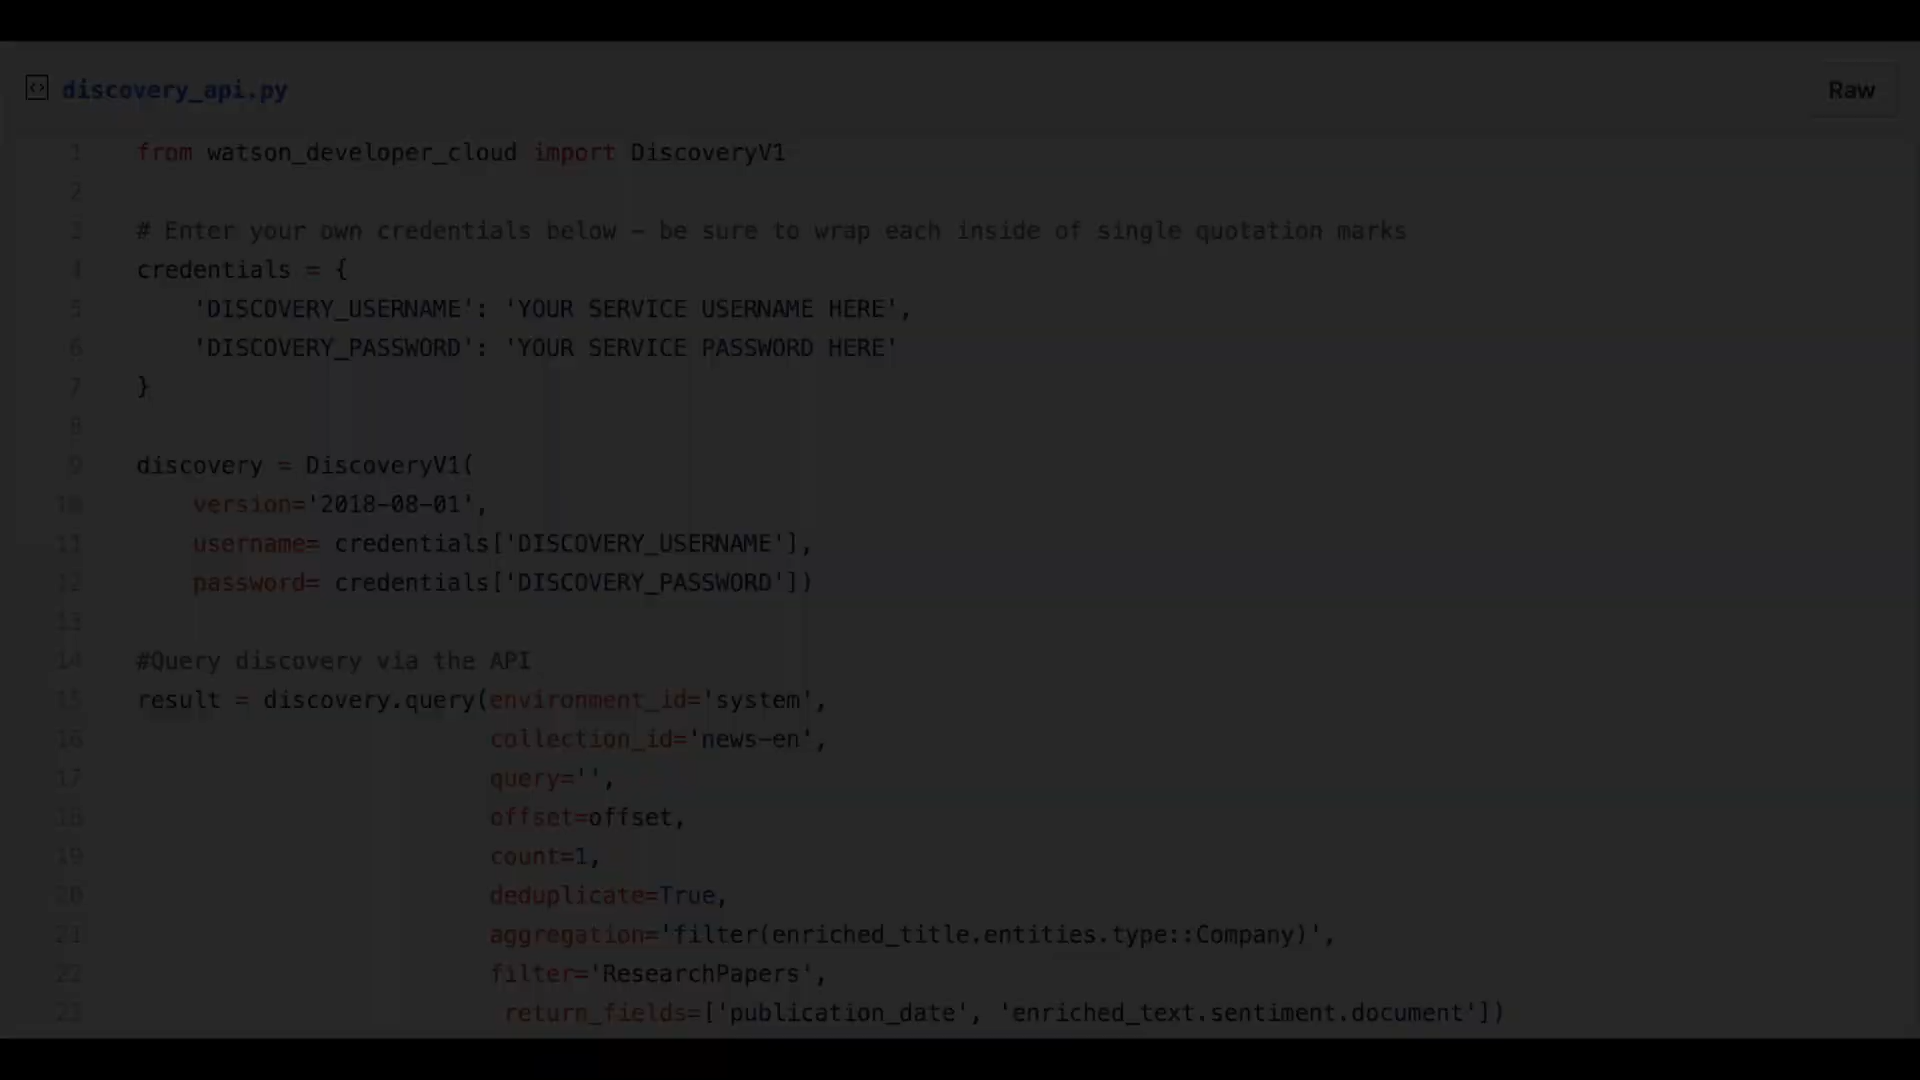 discovery_api.py
Raw
1 from watson_developer_cloud import DiscoveryV1
2
3 # Enter your own credentials below – be sure to wrap each inside of single quotation marks
4 credentials = {
5 'DISCOVERY_USERNAME': 'YOUR SERVICE USERNAME HERE',
6 'DISCOVERY_PASSWORD': 'YOUR SERVICE PASSWORD HERE'
7 }
8
9 discovery = DiscoveryV1(
10 version='2018-08-01',
11 username= credentials['DISCOVERY_USERNAME'],
12 password= credentials['DISCOVERY_PASSWORD'])
13
14 #Query discovery via the API
15 result = discovery.query(environment_id='system',
16 collection_id='news-en',
17 query='',
18 offset=offset,
19 count=1,
20 deduplicate=True,
21 aggregation='filter(enriched_title.entities.type::Company)',
22 filter='ResearchPapers',
23 return_fields=['publication_date', 'enriched_text.sentiment.document'])